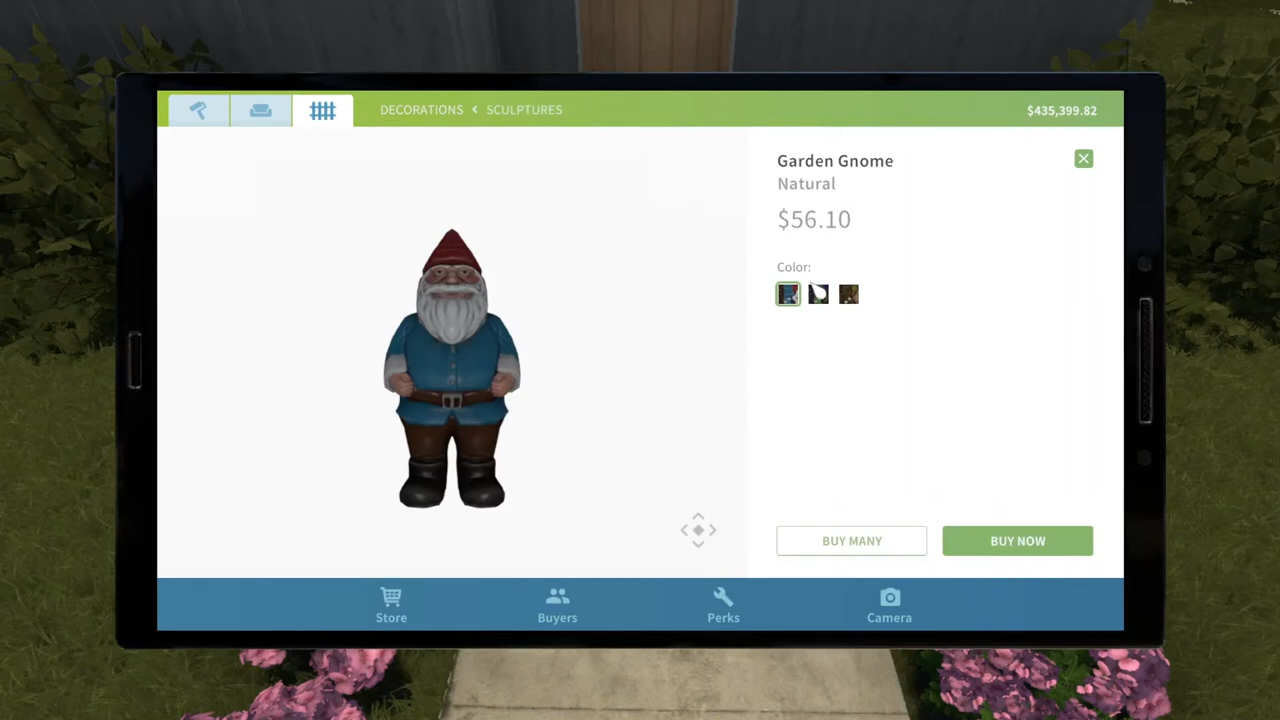 DECORATIONS < SCULPTURES
$435,399.82
Garden Gnome
Natural
$56.10
Color:
BUY MANY
BUY NOW
Store
Buyers
Perks
Camera